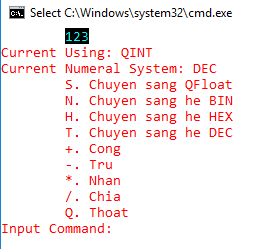 Select C:\Windows\system32\cmd.exe
123
Current Using: QINT
Current Numeral System: DEC
S. Chuyen sang QFloat
N. Chuyen sang he BIN
H. Chuyen sang he HEX
T. Chuyen sang he DEC
+. Cong
-. Tru
*. Nhan
/. Chia
Q. Thoat
Input Command: